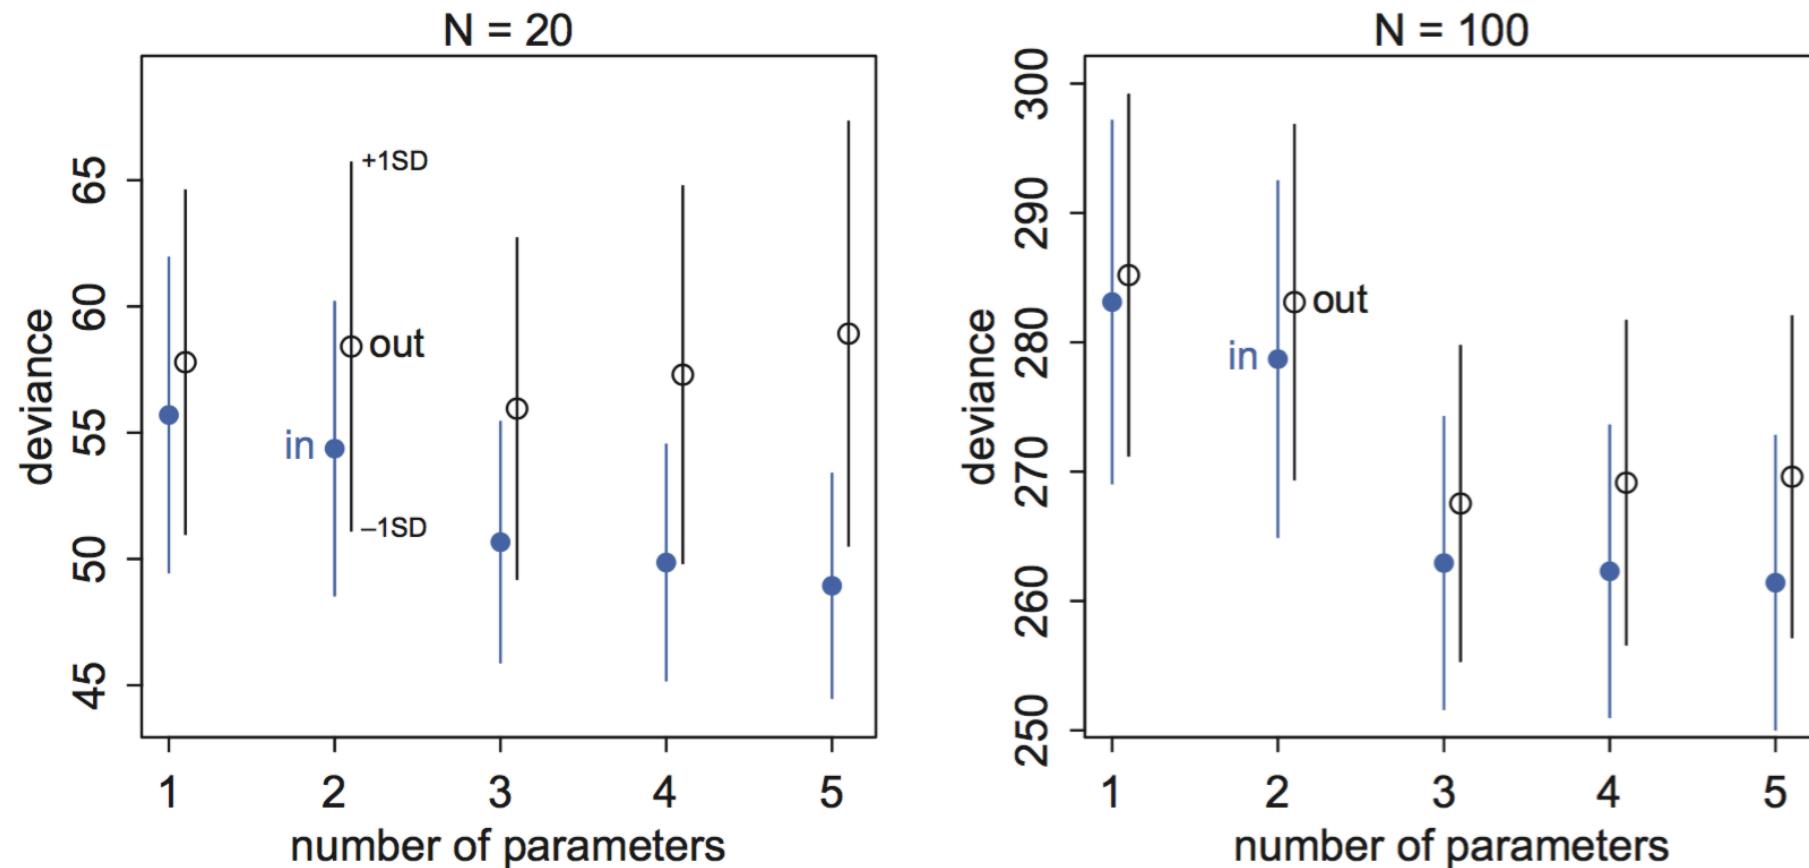 N = 20
deviance
65
60
55
50
45
+1SD
out
in
–1SD
1 2 3 4 5
number of parameters
N = 100
deviance
300
290
280
270
260
250
out
in
1 2 3 4 5
number of parameters